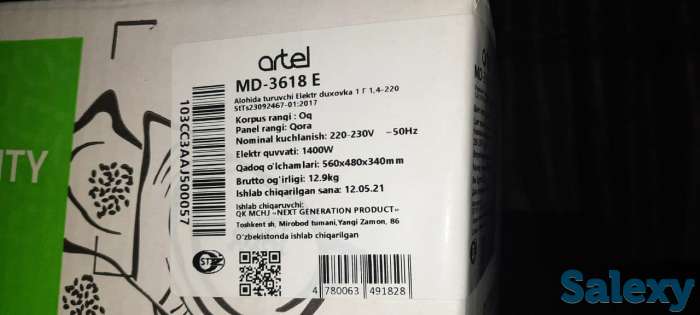 artel
MD-3618 E
Alohida turuvchi Elektr duxovka 1 Г 1,4-220
StTs23092467-01:2017
Korpus rangi : Oq
Panel rangi: Qora
Nominal kuchlanish: 220-230V ~50Hz
Elektr quvvati: 1400W
Qadoq o'lchamlari: 560x480x340mm
Brutto og'irligi: 12.9kg
Ishlab chiqarilgan sana: 12.05.21
Ishlab chiqaruvchi:
QK MCHJ «NEXT GENERATION PRODUCT»
Toshkent sh, Mirobod tumani,Yangi Zamon, 86
O'zbekistonda ishlab chiqarilgan
103CC3AAJ500057
4 780063 491828
ITY
Salexy